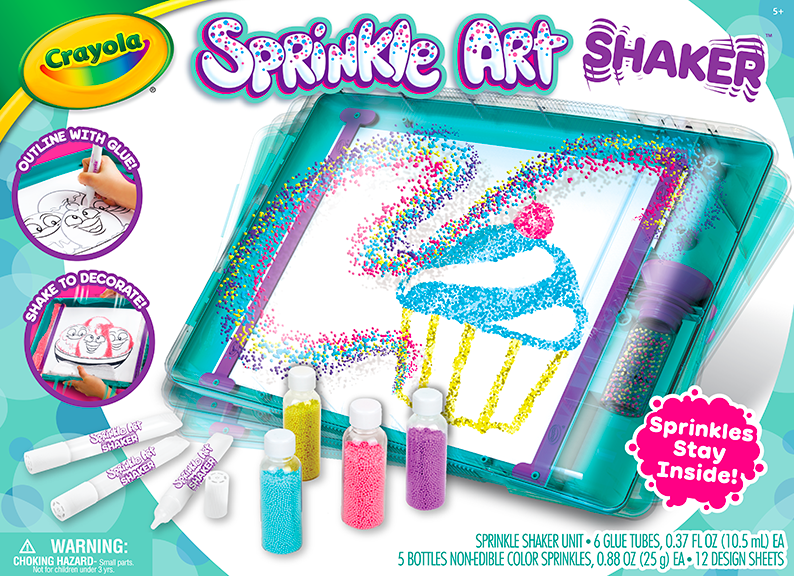 5+
Crayola®
SPRINKLE ART SHAKER™
OUTLINE WITH GLUE!
SHAKE TO DECORATE!
SPRINKLE ART
SHAKER
SPRINKLE ART
SHAKER
SPRINKLE ART
SHAKER
Sprinkles
Stay
Inside!
⚠ WARNING:
CHOKING HAZARD- Small parts.
Not for children under 3 yrs.
SPRINKLE SHAKER UNIT • 6 GLUE TUBES, 0.37 FL OZ (10.5 mL) EA
5 BOTTLES NON-EDIBLE COLOR SPRINKLES, 0.88 OZ (25 g) EA • 12 DESIGN SHEETS